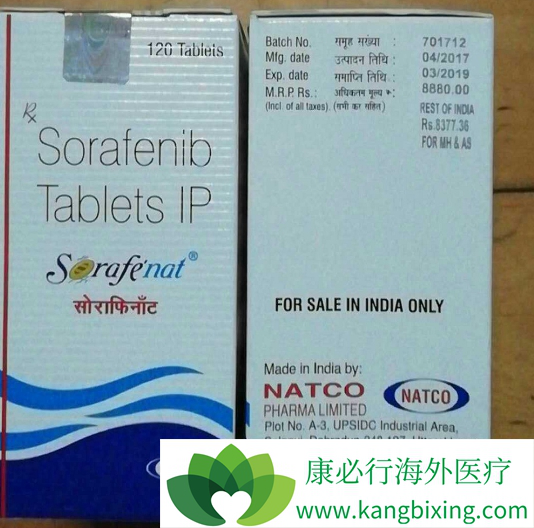 120 Tablets
Rx
Sorafenib
Tablets IP
Sorafenat®
सोराफिनॉंट
Batch No. समूह संख्या : 701712
Mfg. date उत्पादन तिथि : 04/2017
Exp. date समाप्ति तिथि : 03/2019
M.R.P. Rs.: अधिकतम मूल्य रू: 8880.00
(Incl. of all taxes). (सभी कर सहित)
REST OF INDIA
Rs.8377.36
FOR MH & AS
FOR SALE IN INDIA ONLY
Made in India by:
NATCO
PHARMA LIMITED
NATCO
Plot No. A-3, UPSIDC Industrial Area,
康必行海外医疗
www.kangbixing.com